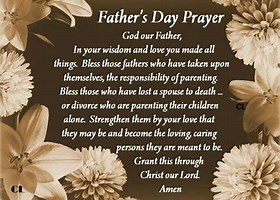 Father's Day Prayer
God our Father,
In your wisdom and love you made all
things. Bless those fathers who have taken upon
themselves, the responsibility of parenting.
Bless those who have lost a spouse to death ...
or divorce who are parenting their children
alone. Strengthen them by your love that
they may be and become the loving, caring
persons they are meant to be.
Grant this through
Christ our Lord.
Amen
CL
CL